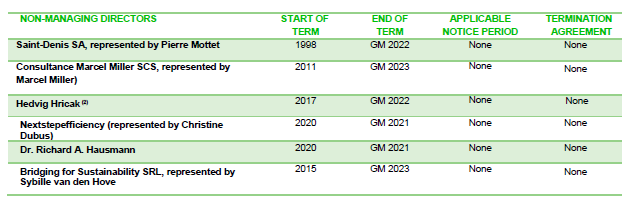 NON-MANAGING DIRECTORS START OF TERM END OF TERM APPLICABLE NOTICE PERIOD TERMINATION AGREEMENT
Saint-Denis SA, represented by Pierre Mottet 1998 GM 2022 None None
Consultance Marcel Miller SCS, represented by 2011 GM 2023 None None
Marcel Miller)
Hedvig Hricak (2) 2017 GM 2022 None None
Nextstepefficiency (represented by Christine 2020 GM 2021 None None
Dubus)
Dr. Richard A. Hausmann 2020 GM 2021 None None
Bridging for Sustainability SRL, represented by 2015 GM 2023 None None
Sybille van den Hove